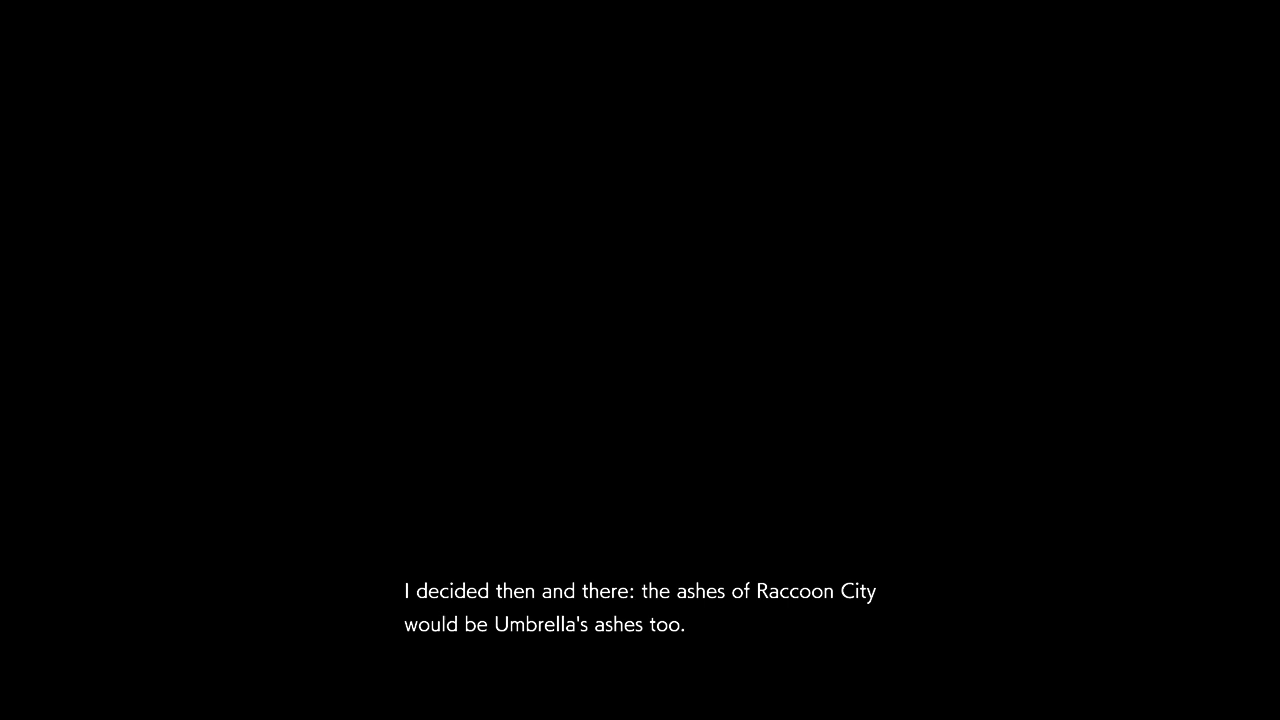 I decided then and there: the ashes of Raccoon City
would be Umbrella's ashes too.